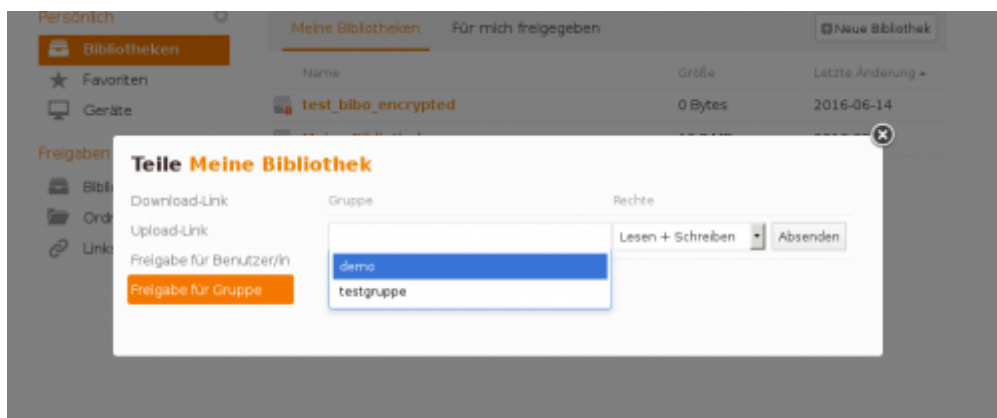 Persönlich
Bibliotheken
Favoriten
Geräte
Freigaben
Meine Bibliotheken
Für mich freigegeben
Neue Bibliothek
Name
Größe
Letzte Änderung
test_bibo_encrypted
0 Bytes
2016-06-14
Teile Meine Bibliothek
Download-Link
Upload-Link
Freigabe für Benutzer/in
Freigabe für Gruppe
Gruppe
Rechte
Lesen + Schreiben
Absenden
demo
testgruppe